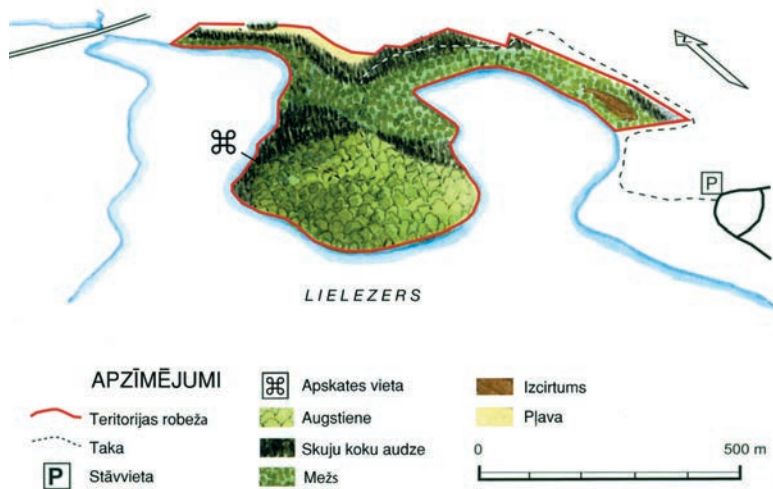 P
LIELEZERS
APZĪMĒJUMI
Teritorijas robeža
Taka
P Stāvvieta
⌘ Apskates vieta
Augstiene
Skuju koku audze
Mežs
Izcirtums
Pļava
0 500 m